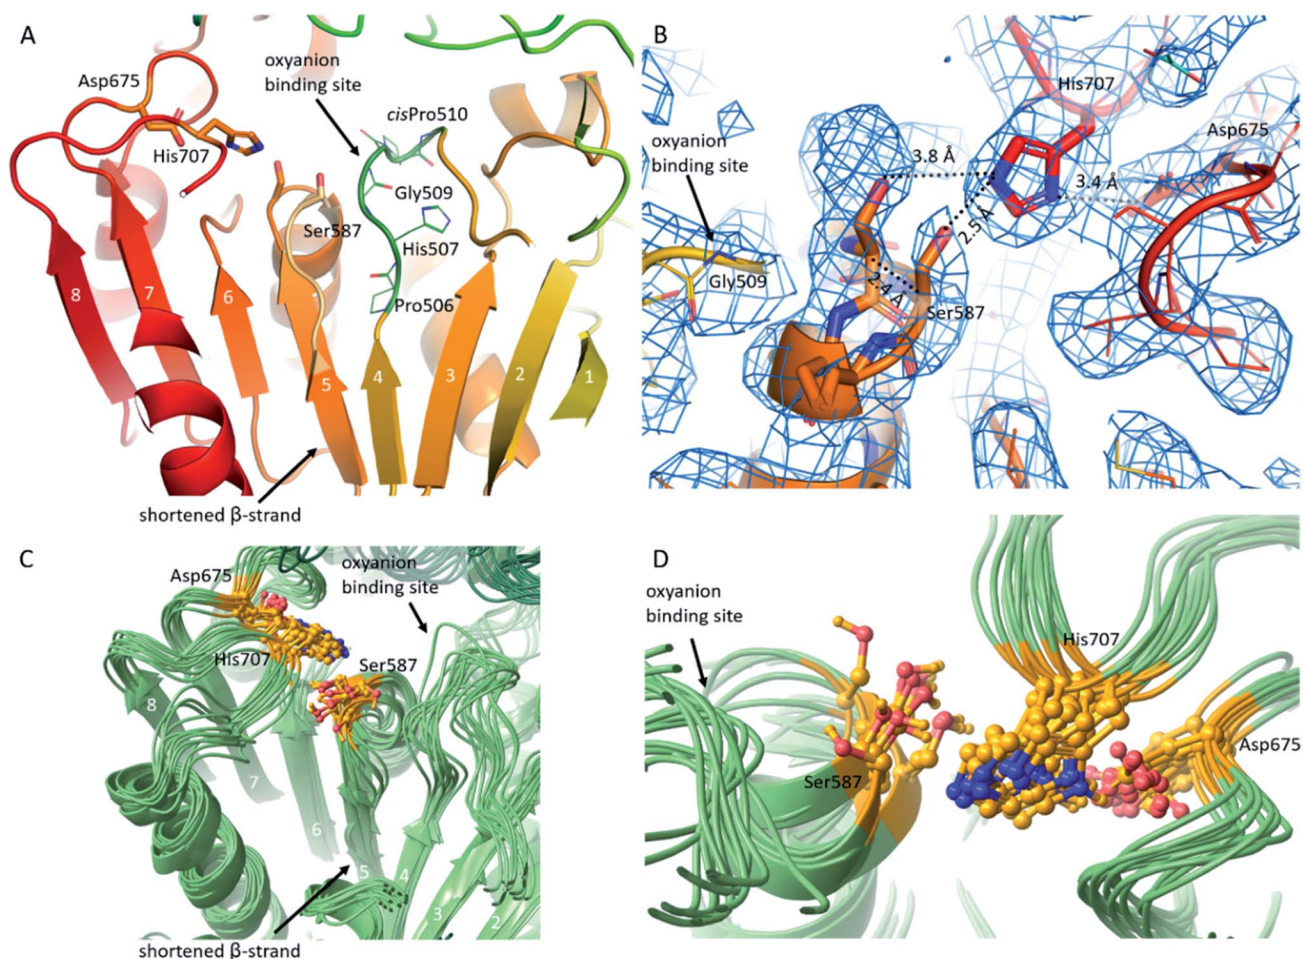 A
oxyanion
binding site
Asp675
cisPro510
His707
Gly509
Ser587
His507
Pro506
8
7
6
5
4
3
2
1
shortened β-strand
B
His707
oxyanion
binding site
3.8 Å
Asp675
3.4 Å
2.5Å
Gly509
2.4 Å
Ser587
C
oxyanion
binding site
Asp675
His707
Ser587
8
7
6
5
4
3
2
shortened β-strand
D
oxyanion
binding site
His707
Ser587
Asp675